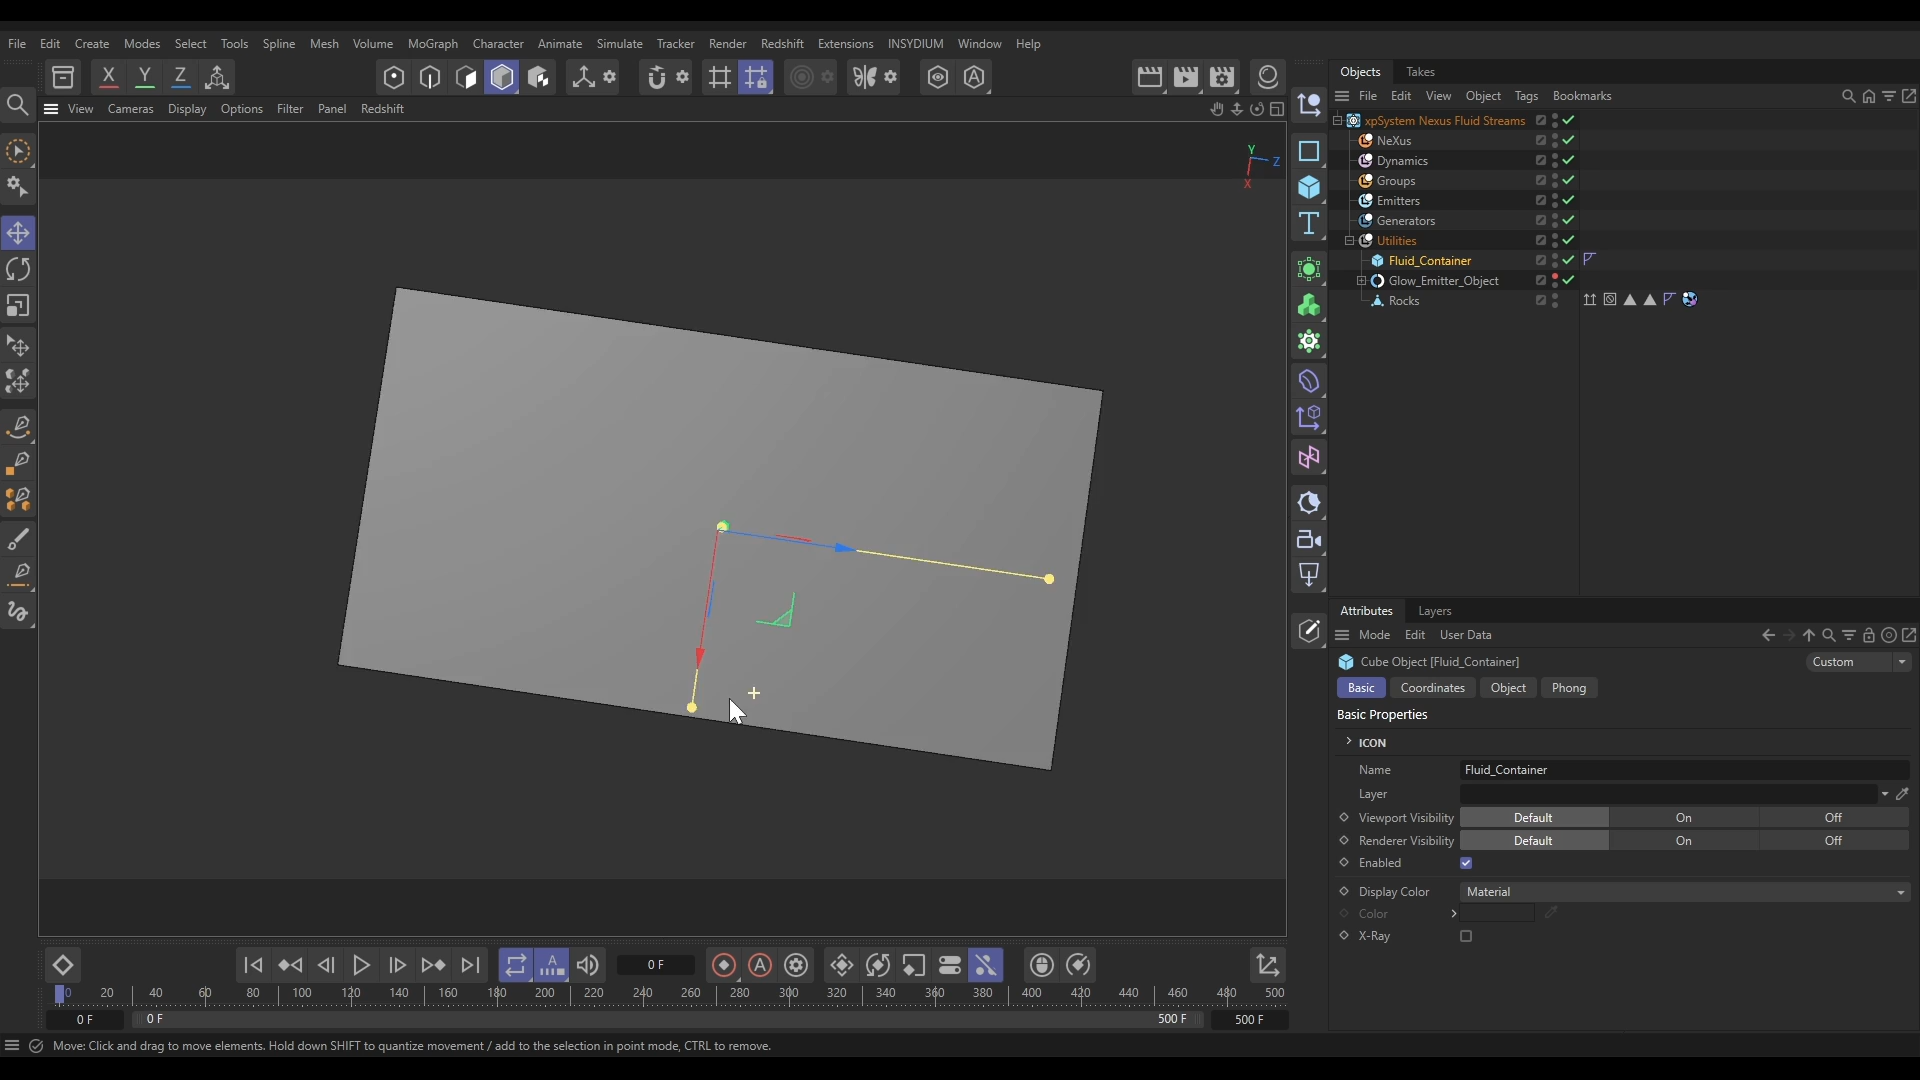 File Edit Create Modes Select Tools Spline Mesh Volume MoGraph Character Animate Simulate Tracker Render Redshift Extensions INSYDIUM Window Help
X Y Z
View Cameras Display Options Filter Panel Redshift
Y
Z
X
Objects Takes
File Edit View Object Tags Bookmarks
xpSystem Nexus Fluid Streams
NeXus
Dynamics
Groups
Emitters
Generators
Utilities
Fluid_Container
Glow_Emitter_Object
Rocks
Attributes Layers
Mode Edit User Data
Cube Object [Fluid_Container] Custom
Basic Coordinates Object Phong
Basic Properties
ICON
Name Fluid_Container
Layer
Viewport Visibility Default On Off
Renderer Visibility Default On Off
Enabled
Display Color Material
Color
X-Ray
0 F
0 20 40 60 80 100 120 140 160 180 200 220 240 260 280 300 320 340 360 380 400 420 440 460 480 500
0 F 0 F 500 F 500 F
Move: Click and drag to move elements. Hold down SHIFT to quantize movement / add to the selection in point mode, CTRL to remove.